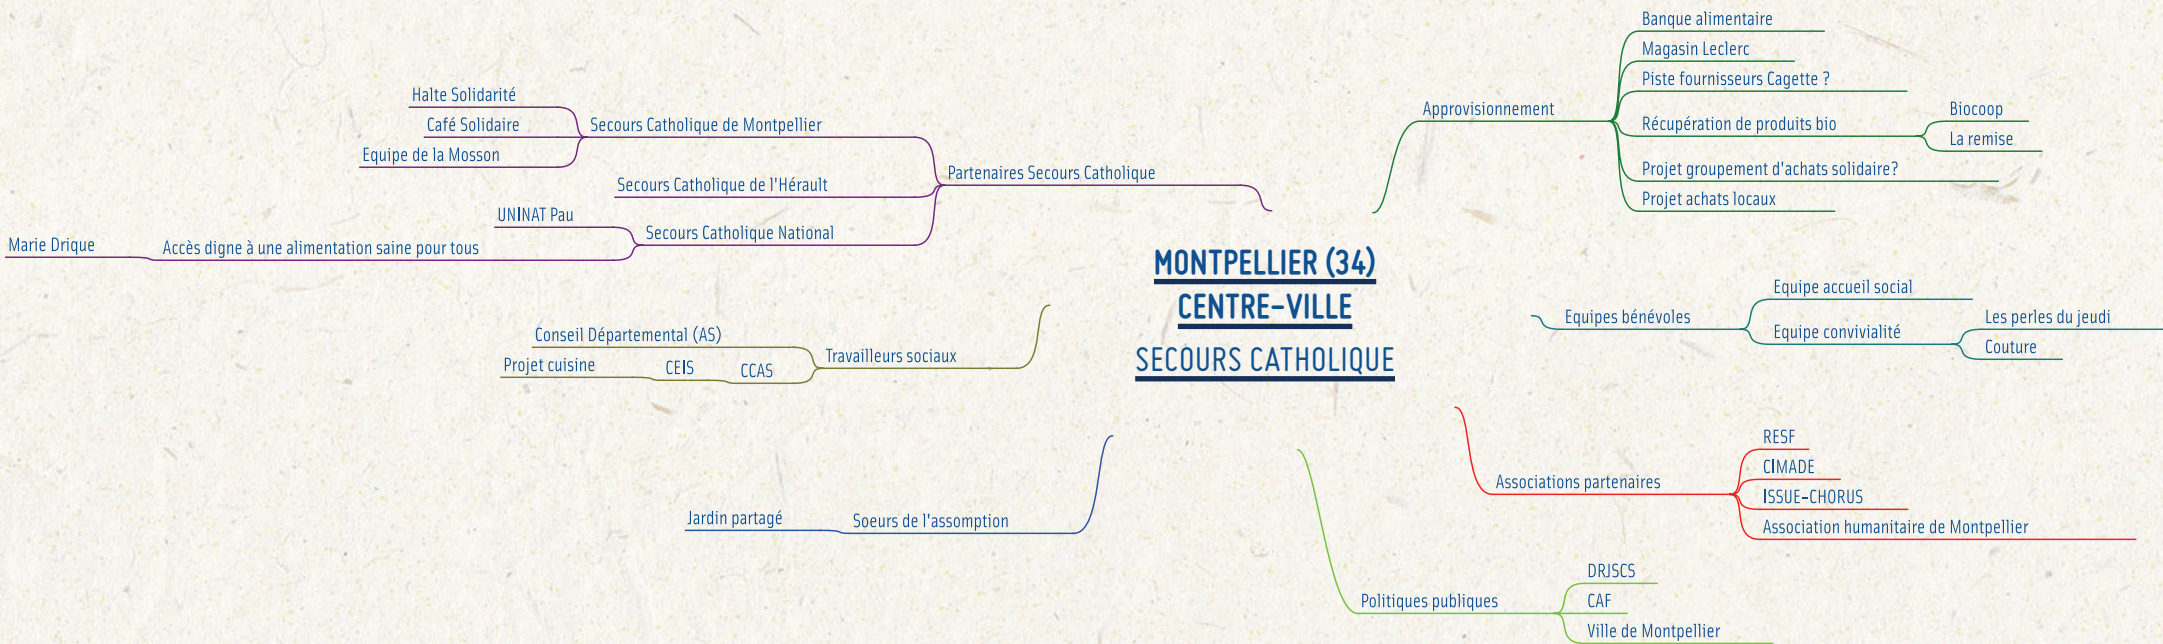 MONTPELLIER (34)
CENTRE-VILLE
SECOURS CATHOLIQUE
Partenaires Secours Catholique
Secours Catholique de Montpellier
Halte Solidarité
Café Solidaire
Equipe de la Mosson
Secours Catholique de l'Hérault
Secours Catholique National
UNINAT Pau
Accès digne à une alimentation saine pour tous
Marie Drique
Travailleurs sociaux
Conseil Départemental (AS)
CCAS
CEIS
Projet cuisine
Soeurs de l'assomption
Jardin partagé
Approvisionnement
Banque alimentaire
Magasin Leclerc
Piste fournisseurs Cagette ?
Récupération de produits bio
Biocoop
La remise
Projet groupement d'achats solidaire?
Projet achats locaux
Equipes bénévoles
Equipe accueil social
Equipe convivialité
Les perles du jeudi
Couture
Associations partenaires
RESF
CIMADE
ISSUE-CHORUS
Association humanitaire de Montpellier
Politiques publiques
DRJSCS
CAF
Ville de Montpellier